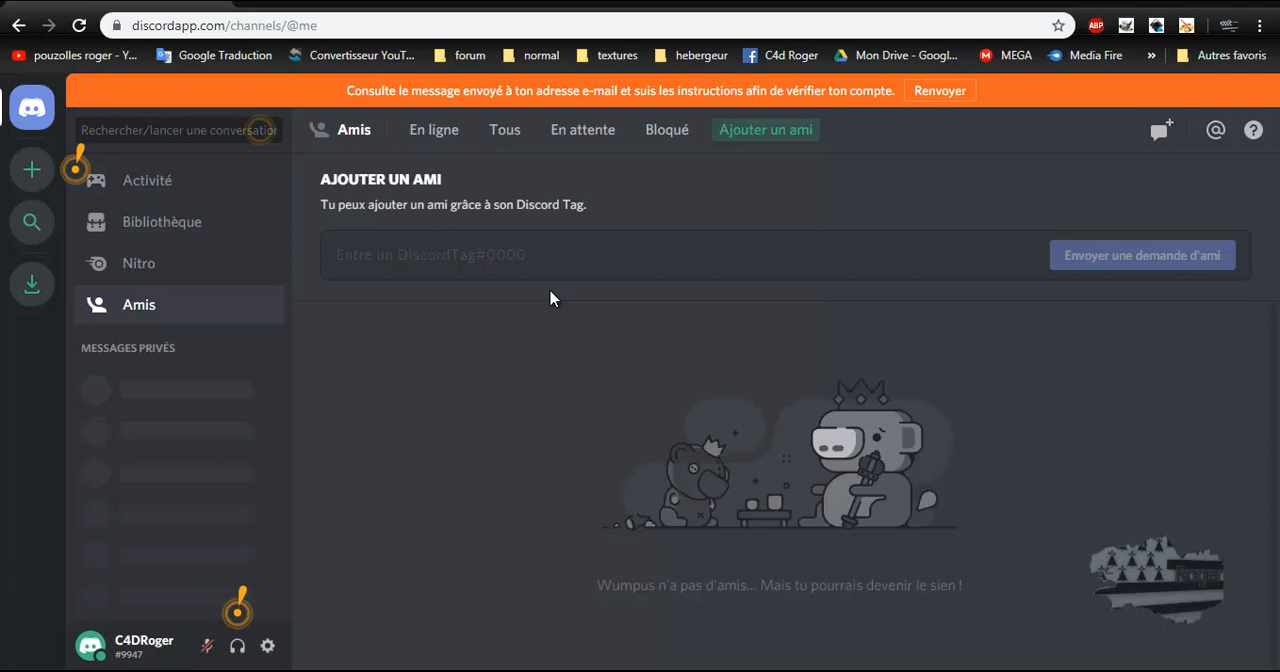 discordapp.com/channels/@me
ABP
pouzolles roger - Y...
Google Traduction
Convertisseur YouT...
forum
normal
textures
hebergeur
C4d Roger
Mon Drive - Googl...
MEGA
Media Fire
»
Autres favoris
Consulte le message envoyé à ton adresse e-mail et suis les instructions afin de vérifier ton compte.
Renvoyer
Rechercher/lancer une conversation
Amis
En ligne
Tous
En attente
Bloqué
Ajouter un ami
Activité
Bibliothèque
Nitro
Amis
MESSAGES PRIVÉS
AJOUTER UN AMI
Tu peux ajouter un ami grâce à son Discord Tag.
Entre un DiscordTag#0000
Envoyer une demande d'ami
Wumpus n'a pas d'amis... Mais tu pourrais devenir le sien !
Roger
C4DRoger
#9947